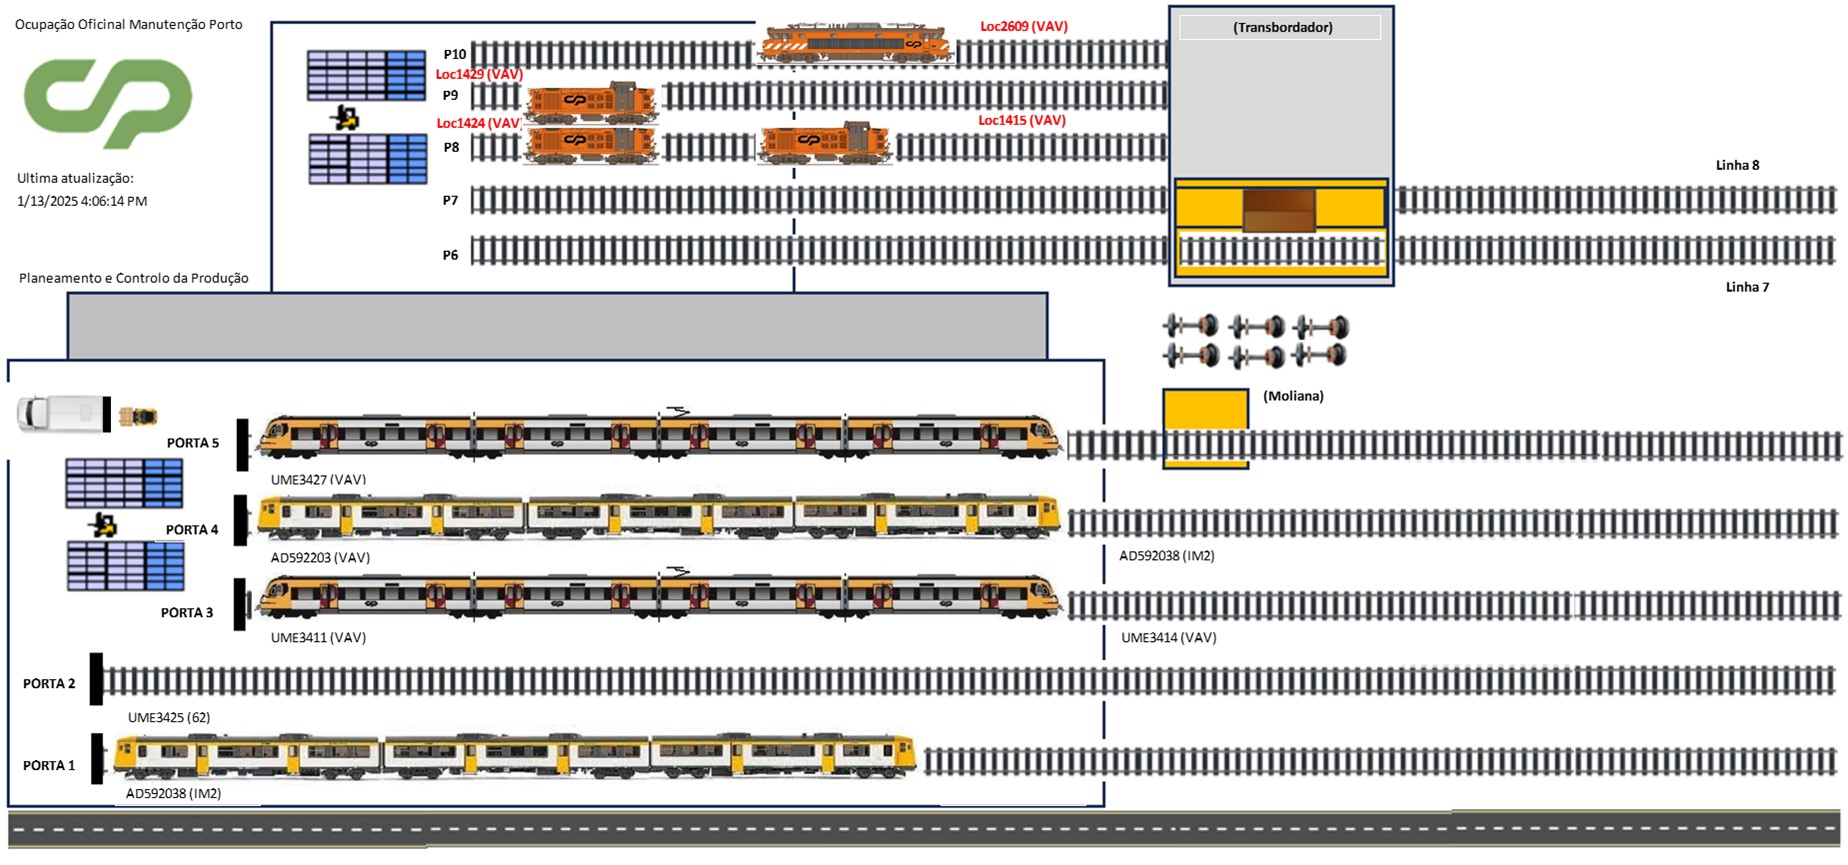 Ocupação Oficinal Manutenção Porto
Loc2609 (VAV)
(Transbordador)
P10
Loc1429 (VAV)
P9
Loc1424 (VAV)
Loc1415 (VAV)
P8
Linha 8
Ultima atualização:
1/13/2025 4:06:14 PM
P7
P6
Planeamento e Controlo da Produção
Linha 7
(Moliana)
PORTA 5
UME3427 (VAV)
PORTA 4
AD592203 (VAV)
AD592038 (IM2)
PORTA 3
UME3411 (VAV)
UME3414 (VAV)
PORTA 2
UME3425 (62)
PORTA 1
AD592038 (IM2)